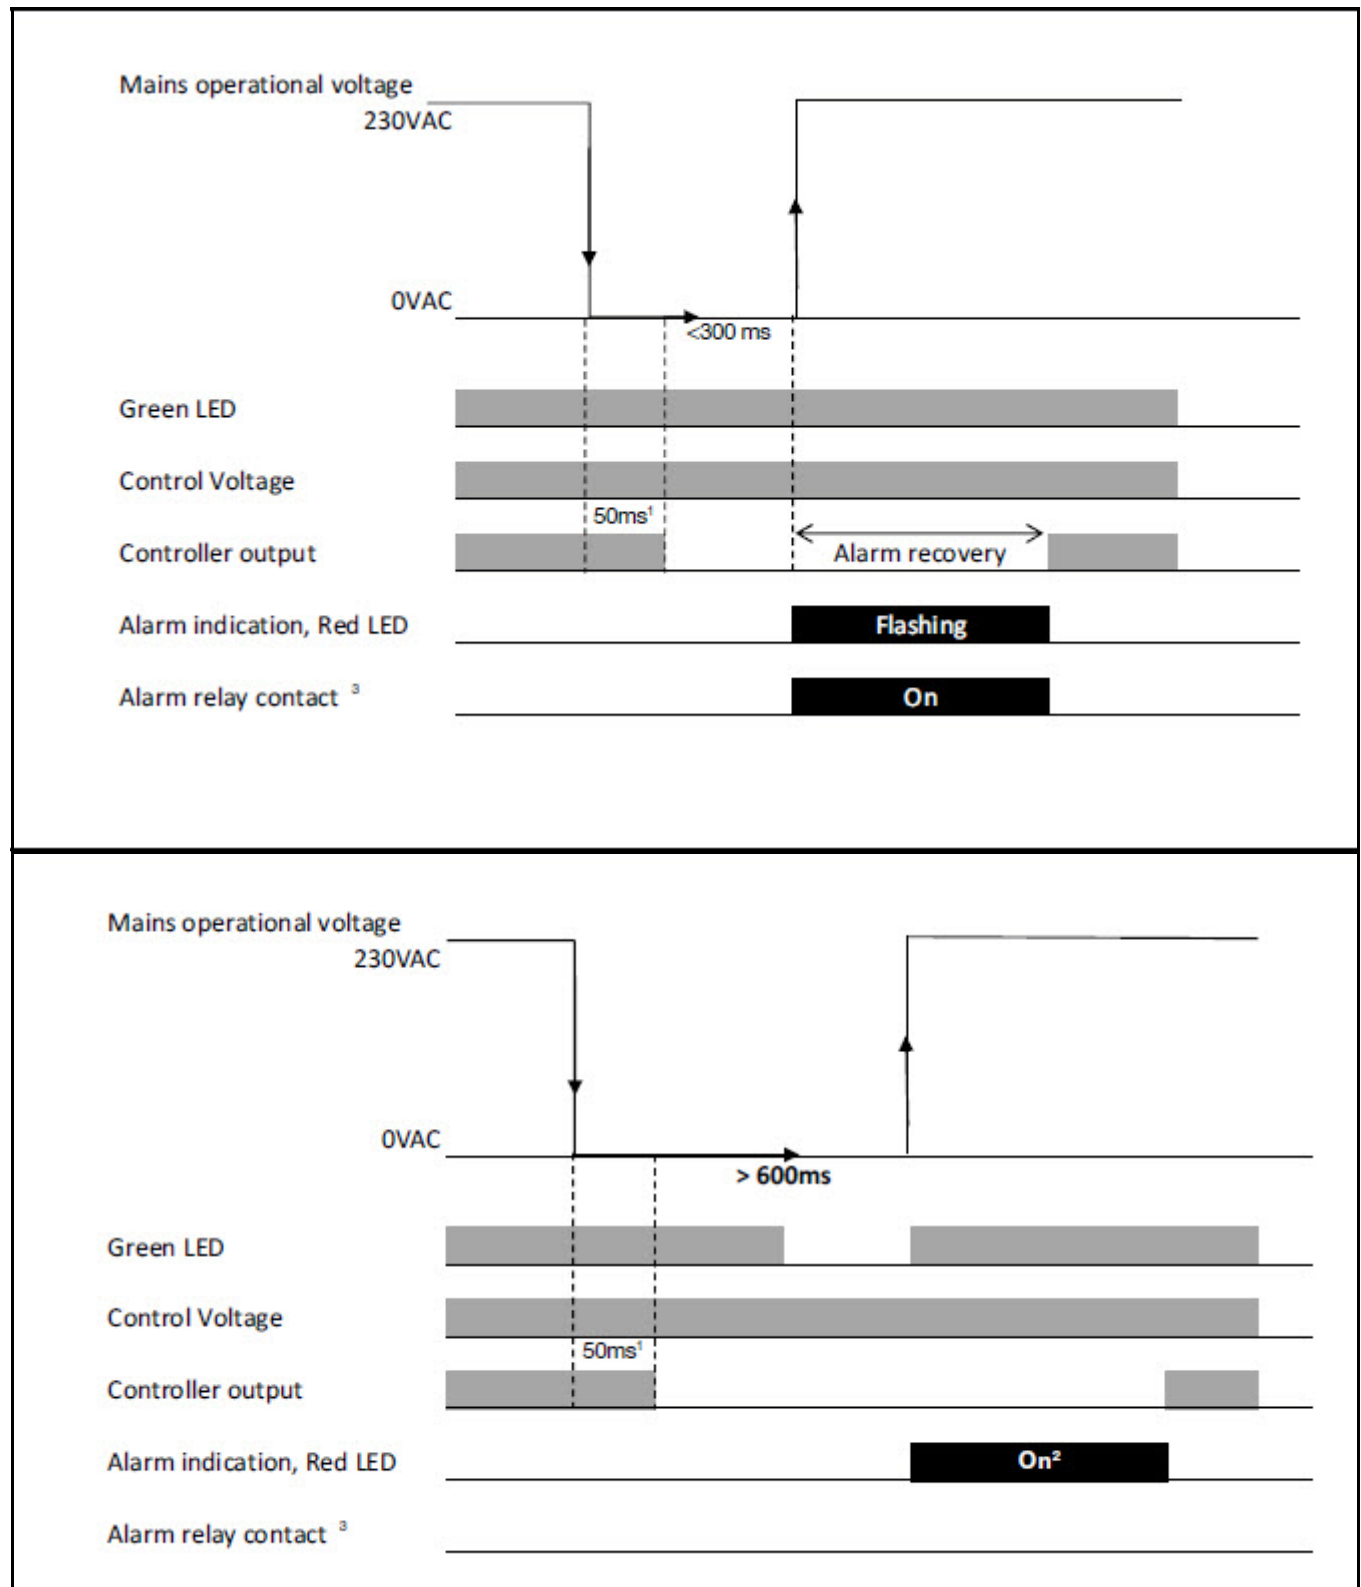 Mains operational voltage
230VAC
0VAC
<300 ms
Green LED
Control Voltage
50ms¹
Controller output
Alarm recovery
Alarm indication, Red LED
Flashing
Alarm relay contact ³
On
Mains operational voltage
230VAC
0VAC
> 600ms
Green LED
Control Voltage
50ms¹
Controller output
Alarm indication, Red LED
On²
Alarm relay contact ³